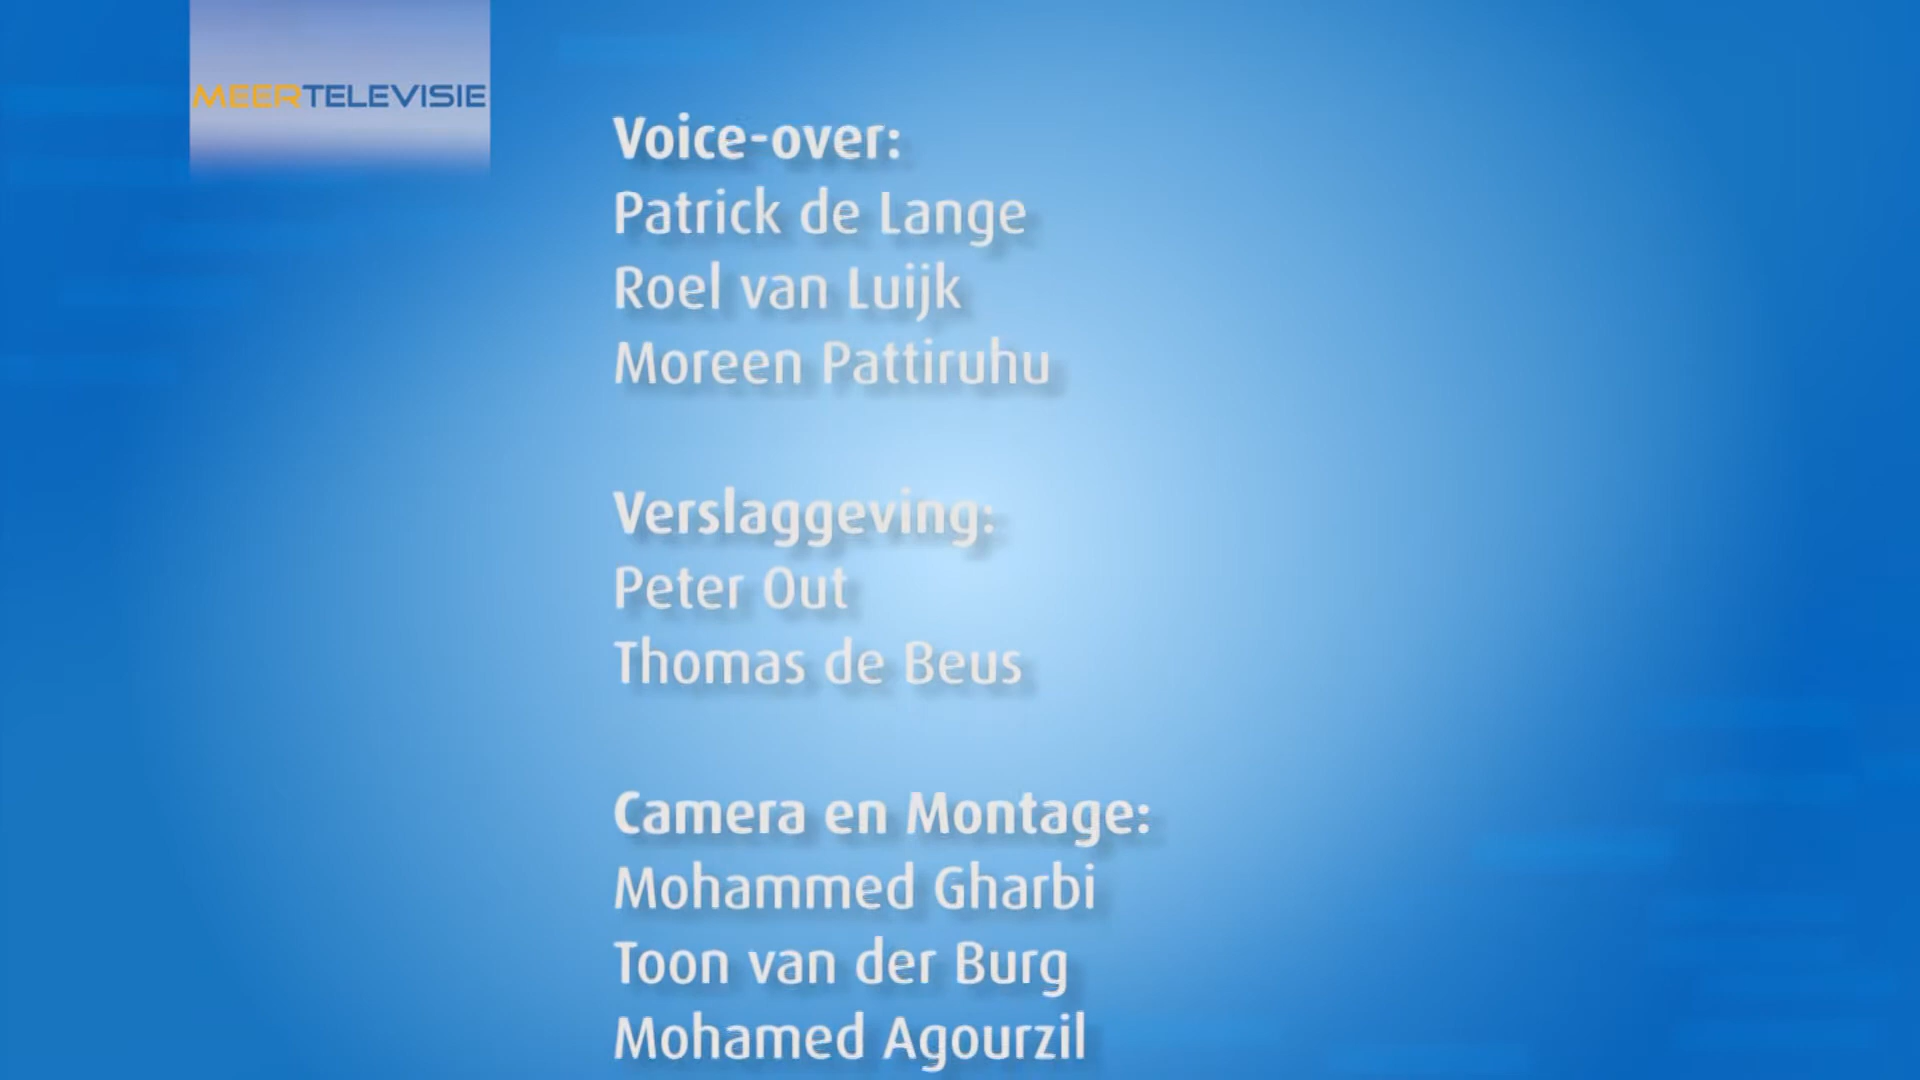 MEERTELEVISIE
Voice-over:
Patrick de Lange
Roel van Luijk
Moreen Pattiruhu
Verslaggeving:
Peter Out
Thomas de Beus
Camera en Montage:
Mohammed Gharbi
Toon van der Burg
Mohamed Agourzil